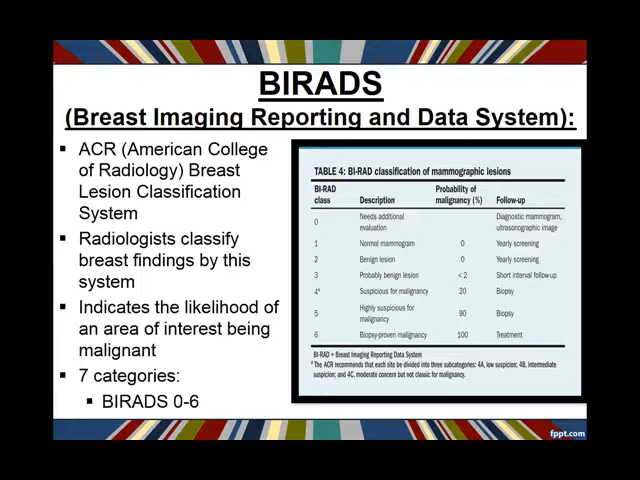 BIRADS
(Breast Imaging Reporting and Data System):
▪ ACR (American College
of Radiology) Breast
Lesion Classification
System
▪ Radiologists classify
breast findings by this
system
▪ Indicates the likelihood of
an area of interest being
malignant
▪ 7 categories:
▪ BIRADS 0-6
TABLE 4: BI-RAD classification of mammographic lesions
BI-RAD class Description Probability of malignancy (%) Follow-up
0 Needs additional evaluation Diagnostic mammogram, ultrasonographic image
1 Normal mammogram 0 Yearly screening
2 Benign lesion 0 Yearly screening
3 Probably benign lesion < 2 Short interval follow-up
4ª Suspicious for malignancy 20 Biopsy
5 Highly suspicious for malignancy 90 Biopsy
6 Biopsy-proven malignancy 100 Treatment
BI-RAD = Breast Imaging Reporting Data System
ª The ACR recommends that each site be divided into three subcategories: 4A, low suspicion; 4B, intermediate
suspicion; and 4C, moderate concern but not classic for malignancy.
fppt.com